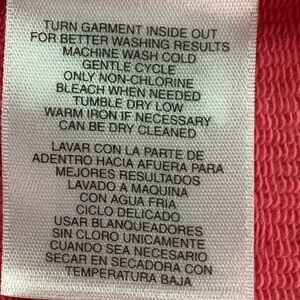 TURN GARMENT INSIDE OUT
FOR BETTER WASHING RESULTS
MACHINE WASH COLD
GENTLE CYCLE
ONLY NON-CHLORINE
BLEACH WHEN NEEDED
TUMBLE DRY LOW
WARM IRON IF NECESSARY
CAN BE DRY CLEANED
LAVAR CON LA PARTE DE
ADENTRO HACIA AFUERA PARA
MEJORES RESULTADOS
LAVADO A MAQUINA
CON AGUA FRIA
CICLO DELICADO
USAR BLANQUEADORES
SIN CLORO UNICAMENTE
CUANDO SEA NECESARIO
SECAR EN SECADORA CON
TEMPERATURA BAJA